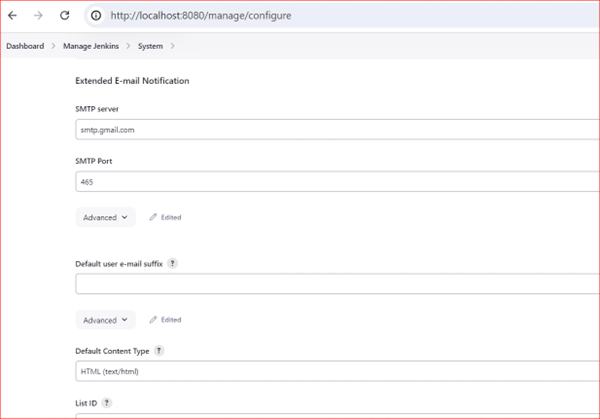 http://localhost:8080/manage/configure
Dashboard > Manage Jenkins > System >
Extended E-mail Notification
SMTP server
smtp.gmail.com
SMTP Port
465
Advanced Edited
Default user e-mail suffix ?
Advanced Edited
Default Content Type ?
HTML (text/html)
List ID ?